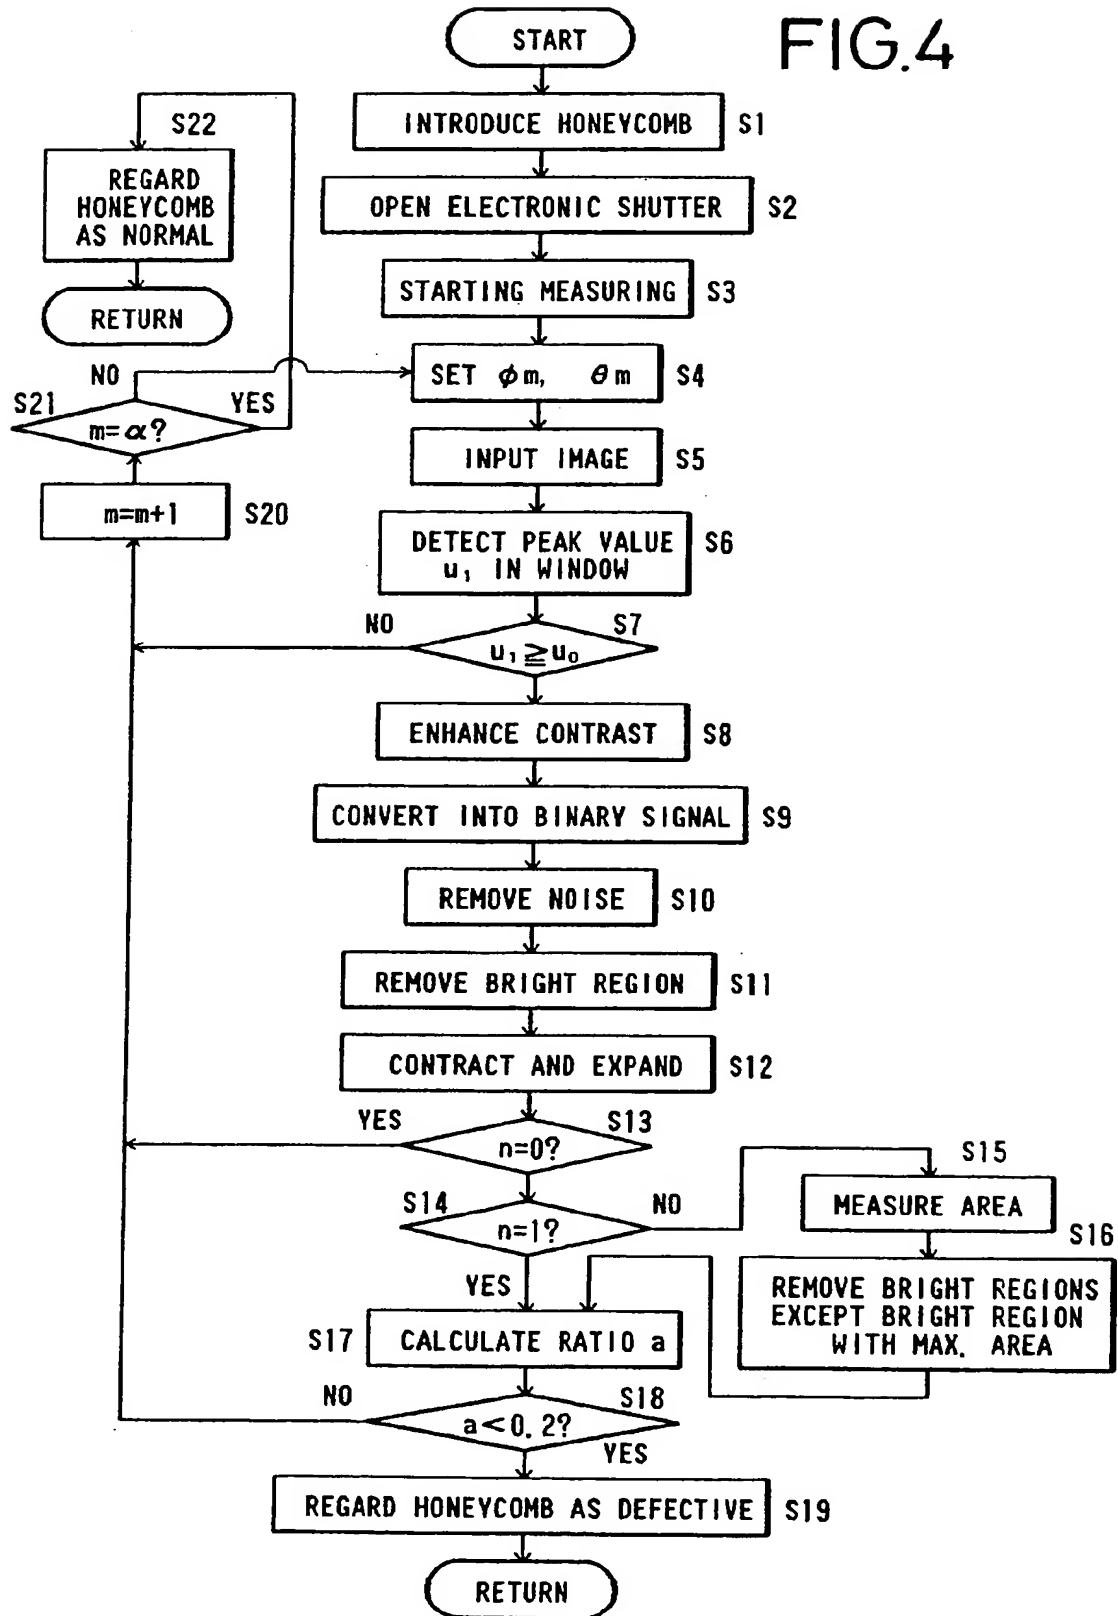 FIG.4
START
INTRODUCE HONEYCOMB S1
OPEN ELECTRONIC SHUTTER S2
STARTING MEASURING S3
SET ϕm, θm S4
INPUT IMAGE S5
DETECT PEAK VALUE
u₁ IN WINDOW
S6
S7
u₁≧u₀
NO
ENHANCE CONTRAST S8
CONVERT INTO BINARY SIGNAL S9
REMOVE NOISE S10
REMOVE BRIGHT REGION S11
CONTRACT AND EXPAND S12
YES
S13
n=0?
S14
n=1?
NO
YES
S15
MEASURE AREA
S16
REMOVE BRIGHT REGIONS
EXCEPT BRIGHT REGION
WITH MAX. AREA
S17 CALCULATE RATIO a
NO
S18
a<0.2?
YES
REGARD HONEYCOMB AS DEFECTIVE S19
RETURN
m=m+1 S20
S21
m=α?
NO
YES
S22
REGARD
HONEYCOMB
AS NORMAL
RETURN